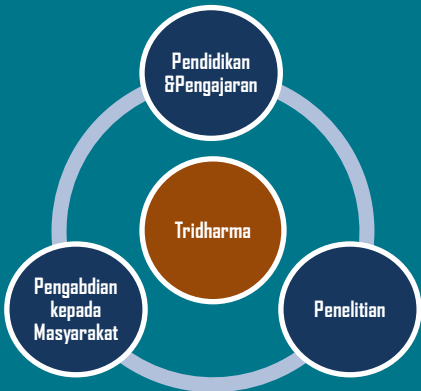 Pendidikan
&Pengajaran
Tridharma
Pengabdian
kepada
Masyarakat
Penelitian